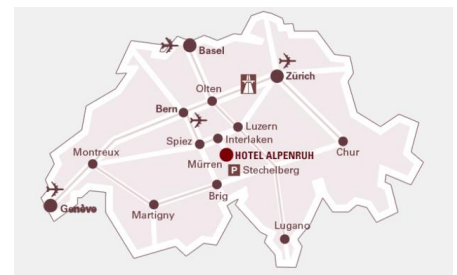 Basel
Zürich
Olten
Bern
Luzern
Interlaken
Spiez
HOTEL ALPENRUH
Chur
Montreux
Mürren
P Stechelberg
Brig
Genève
Martigny
Lugano